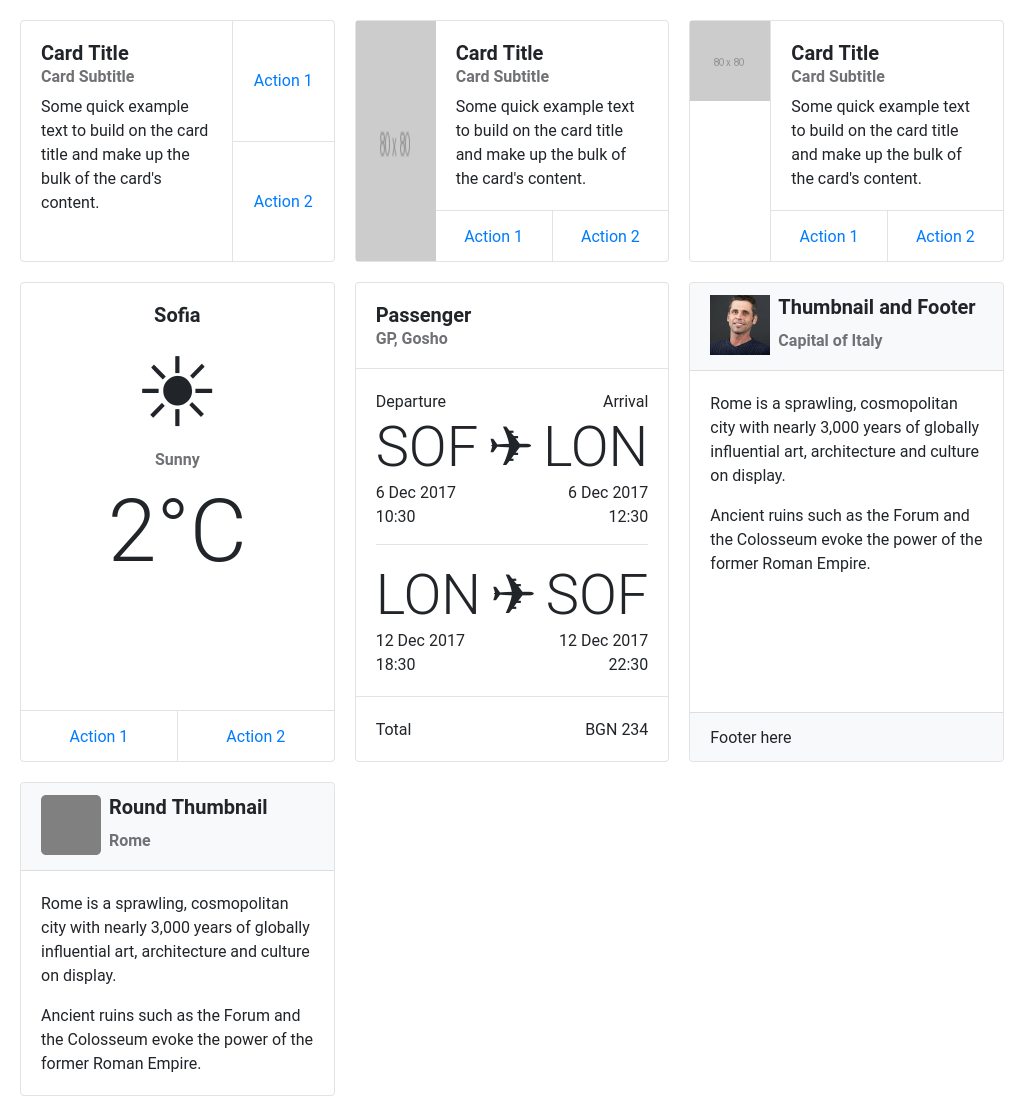 Card Title
Card Subtitle
Some quick example
text to build on the card
title and make up the
bulk of the card's
content.
Action 1
Action 2
80 x 80
Card Title
Card Subtitle
Some quick example text
to build on the card title
and make up the bulk of
the card's content.
Action 1
Action 2
80 x 80
Card Title
Card Subtitle
Some quick example text
to build on the card title
and make up the bulk of
the card's content.
Action 1
Action 2
Sofia
Sunny
2°C
Action 1
Action 2
Passenger
GP, Gosho
Departure Arrival
SOF ✈ LON
6 Dec 2017 6 Dec 2017
10:30 12:30
LON ✈ SOF
12 Dec 2017 12 Dec 2017
18:30 22:30
Total BGN 234
Thumbnail and Footer
Capital of Italy
Rome is a sprawling, cosmopolitan
city with nearly 3,000 years of globally
influential art, architecture and culture
on display.
Ancient ruins such as the Forum and
the Colosseum evoke the power of the
former Roman Empire.
Footer here
Round Thumbnail
Rome
Rome is a sprawling, cosmopolitan
city with nearly 3,000 years of globally
influential art, architecture and culture
on display.
Ancient ruins such as the Forum and
the Colosseum evoke the power of the
former Roman Empire.